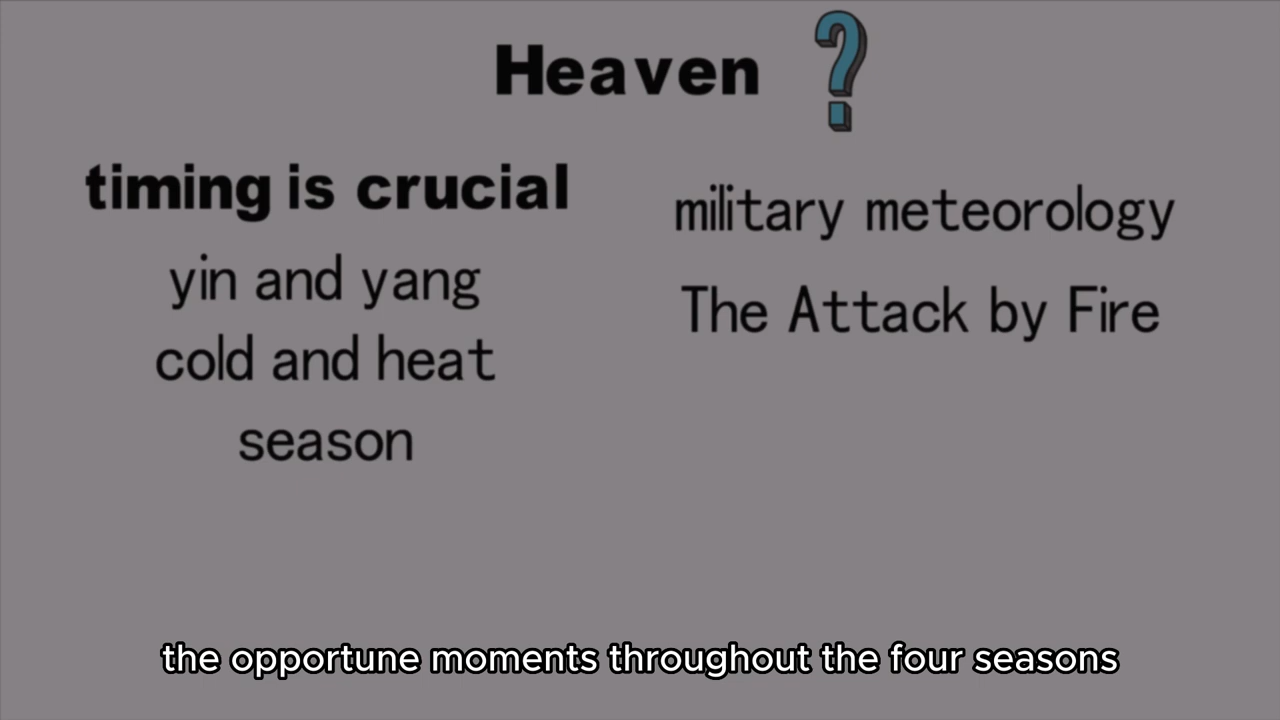 Heaven ?
timing is crucial
yin and yang
cold and heat
season
military meteorology
The Attack by Fire
the opportune moments throughout the four seasons